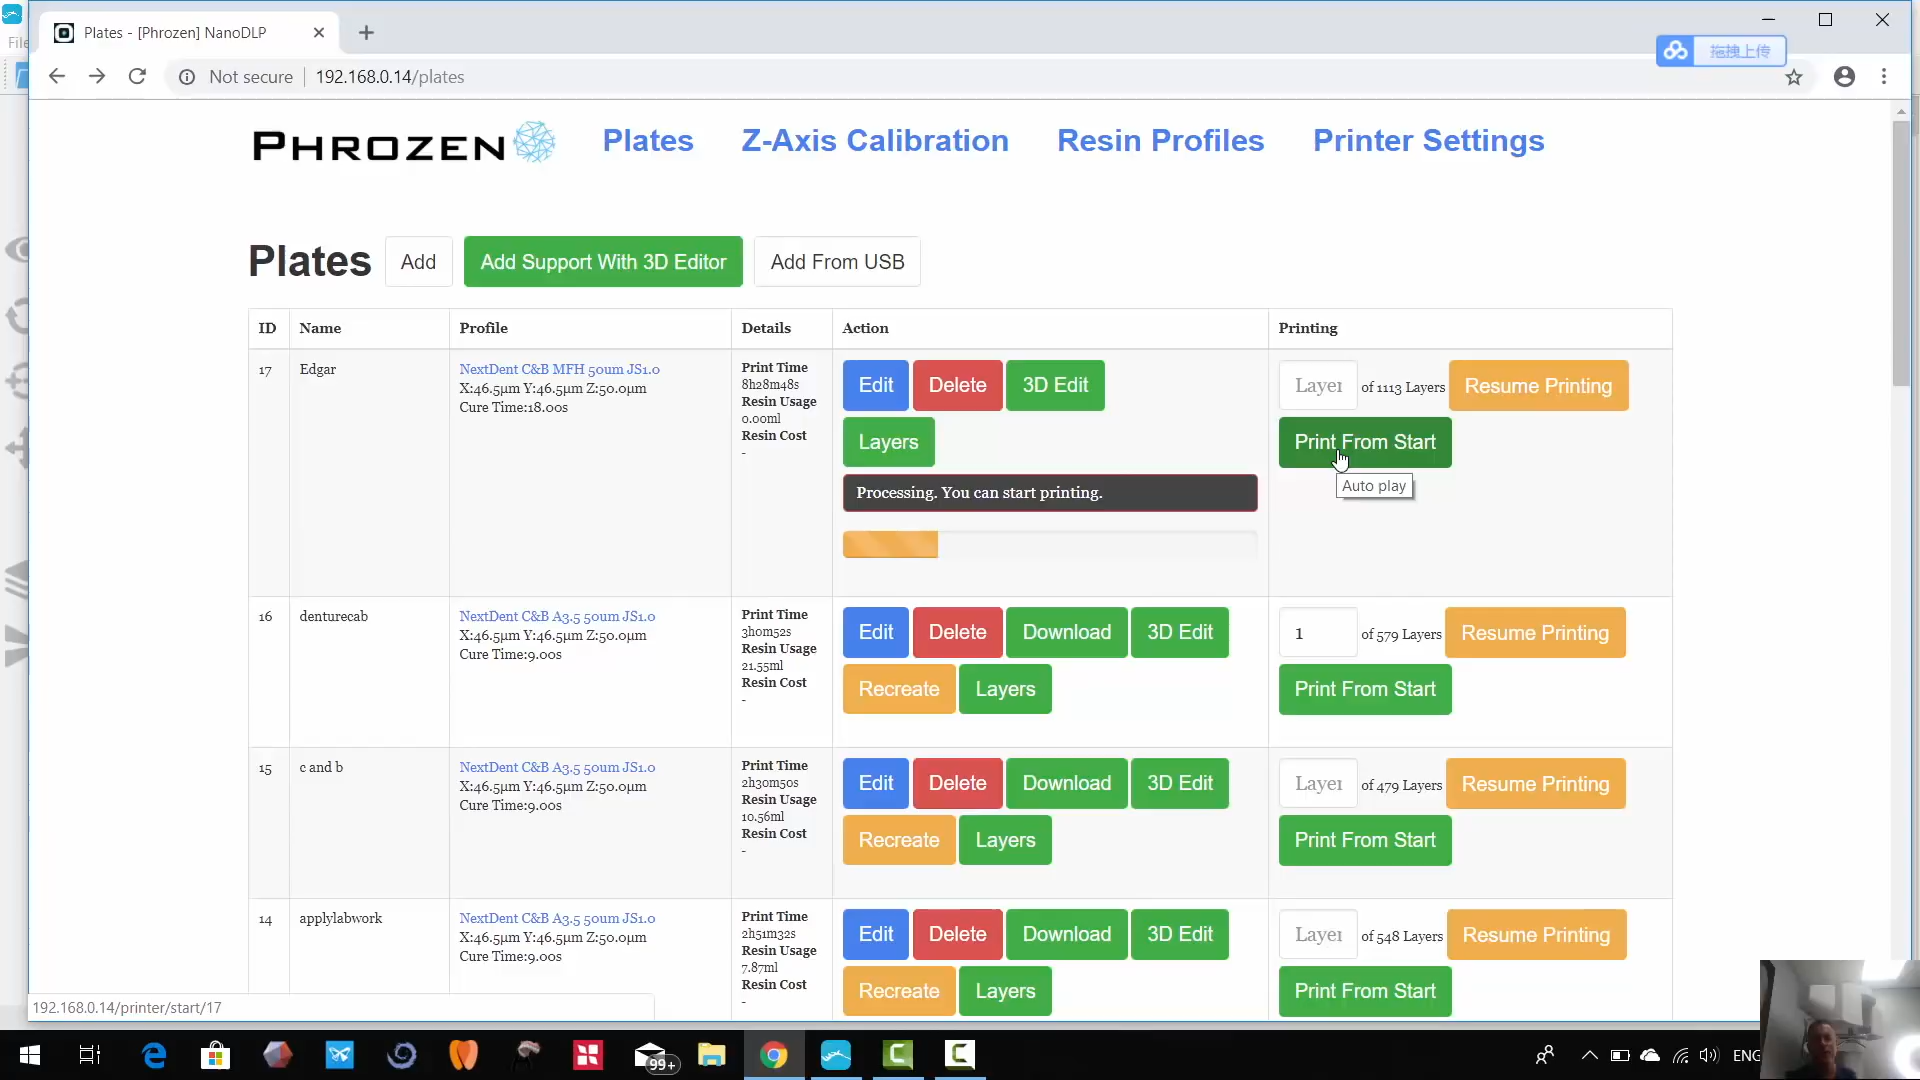 Plates - [Phrozen] NanoDLP
拖拽上传
File
Not secure
192.168.0.14/plates
PHROZEN
Plates
Z-Axis Calibration
Resin Profiles
Printer Settings
Plates
Add
Add Support With 3D Editor
Add From USB
ID
Name
Profile
Details
Action
Printing
17
Edgar
NextDent C&B MFH 50um JS1.0
X:46.5µm Y:46.5µm Z:50.0µm
Cure Time:18.00s
Print Time
8h28m48s
Resin Usage
0.00ml
Resin Cost
-
Edit
Delete
3D Edit
Layers
Processing. You can start printing.
Layer
of 1113 Layers
Resume Printing
Print From Start
Auto play
16
denturecab
NextDent C&B A3.5 50um JS1.0
X:46.5µm Y:46.5µm Z:50.0µm
Cure Time:9.00s
Print Time
3h0m52s
Resin Usage
21.55ml
Resin Cost
-
Edit
Delete
Download
3D Edit
Recreate
Layers
1
of 579 Layers
Resume Printing
Print From Start
15
c and b
NextDent C&B A3.5 50um JS1.0
X:46.5µm Y:46.5µm Z:50.0µm
Cure Time:9.00s
Print Time
2h30m50s
Resin Usage
10.56ml
Resin Cost
-
Edit
Delete
Download
3D Edit
Recreate
Layers
Layer
of 479 Layers
Resume Printing
Print From Start
14
applylabwork
NextDent C&B A3.5 50um JS1.0
X:46.5µm Y:46.5µm Z:50.0µm
Cure Time:9.00s
Print Time
2h51m32s
Resin Usage
7.87ml
Resin Cost
-
Edit
Delete
Download
3D Edit
Recreate
Layers
Layer
of 548 Layers
Resume Printing
Print From Start
192.168.0.14/printer/start/17
99+
ENG